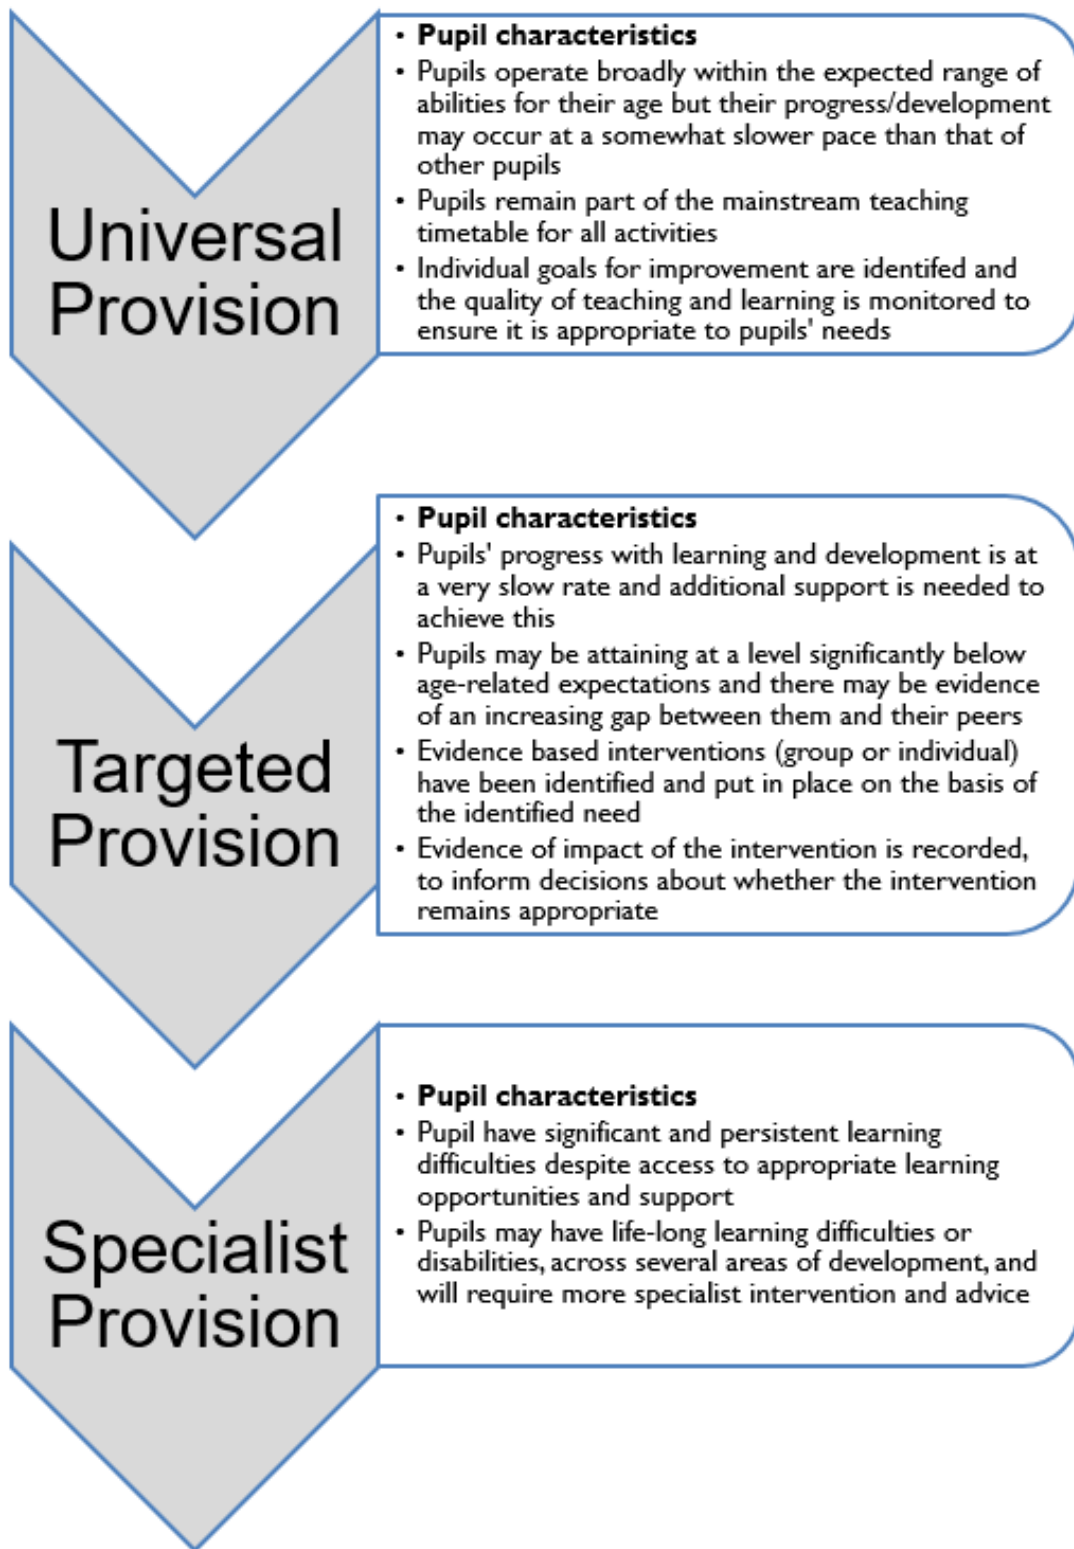 Universal
Provision
• Pupil characteristics
• Pupils operate broadly within the expected range of
abilities for their age but their progress/development
may occur at a somewhat slower pace than that of
other pupils
• Pupils remain part of the mainstream teaching
timetable for all activities
• Individual goals for improvement are identifed and
the quality of teaching and learning is monitored to
ensure it is appropriate to pupils' needs
Targeted
Provision
• Pupil characteristics
• Pupils' progress with learning and development is at
a very slow rate and additional support is needed to
achieve this
• Pupils may be attaining at a level significantly below
age-related expectations and there may be evidence
of an increasing gap between them and their peers
• Evidence based interventions (group or individual)
have been identified and put in place on the basis of
the identified need
• Evidence of impact of the intervention is recorded,
to inform decisions about whether the intervention
remains appropriate
Specialist
Provision
• Pupil characteristics
• Pupil have significant and persistent learning
difficulties despite access to appropriate learning
opportunities and support
• Pupils may have life-long learning difficulties or
disabilities, across several areas of development, and
will require more specialist intervention and advice